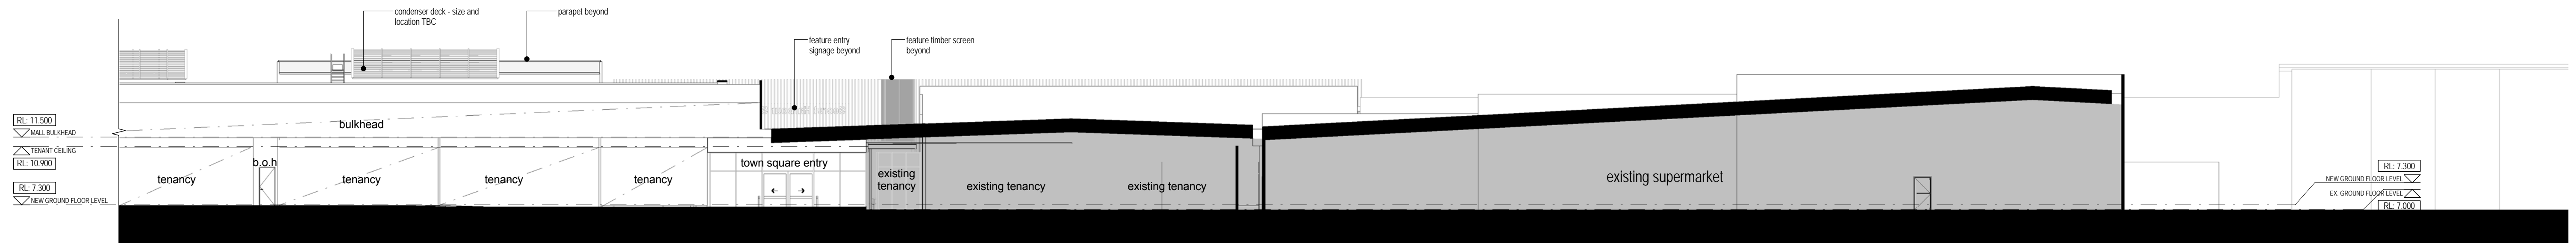 condenser deck - size and
location TBC
parapet beyond
feature entry
signage beyond
feature timber screen
beyond
RL: 11.500
MALL BULKHEAD
TENANT CEILING
RL: 10.900
RL: 7.300
NEW GROUND FLOOR LEVEL
bulkhead
b.o.h
tenancy
tenancy
tenancy
tenancy
town square entry
existing
tenancy
existing tenancy
existing tenancy
existing supermarket
RL: 7.300
NEW GROUND FLOOR LEVEL
EX. GROUND FLOOR LEVEL
RL: 7.000